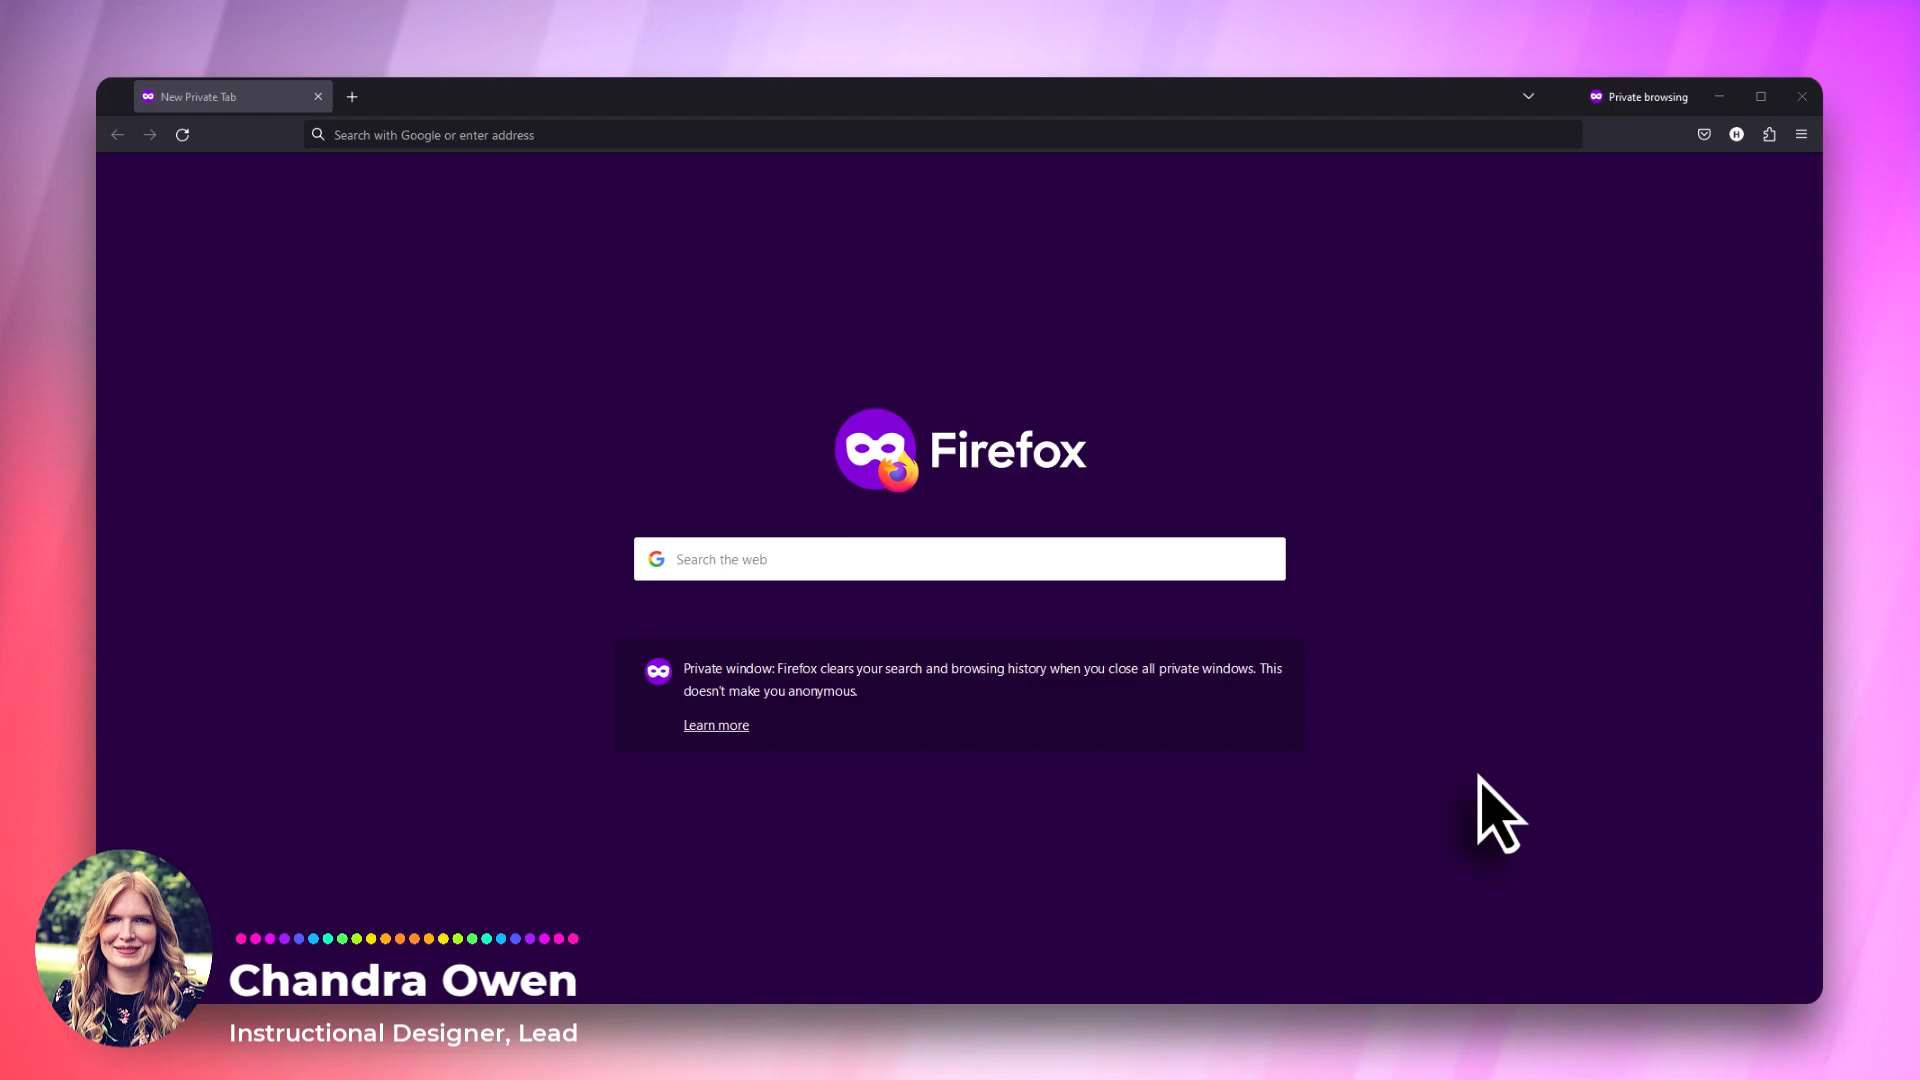 New Private Tab
Private browsing
Search with Google or enter address
H
Firefox
Search the web
Private window: Firefox clears your search and browsing history when you close all private windows. This
doesn't make you anonymous.
Learn more
Chandra Owen
Instructional Designer, Lead